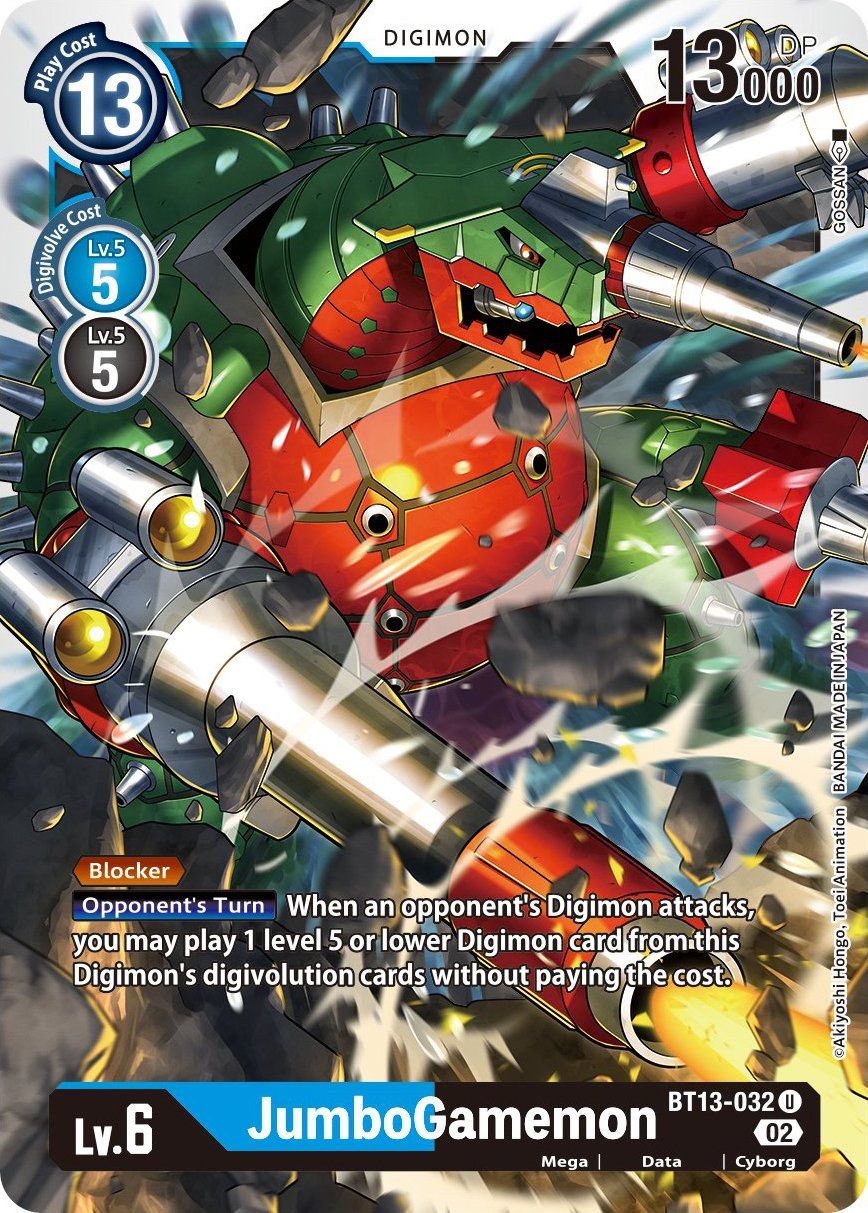 DIGIMON
Play Cost
13
13000
DP
Digivolve Cost
Lv.5
5
Lv.5
5
GOSSAN
BANDAI MADE IN JAPAN
©Akiyoshi Hongo, Toei Animation
Blocker
Opponent's Turn When an opponent's Digimon attacks,
you may play 1 level 5 or lower Digimon card from this
Digimon's digivolution cards without paying the cost.
Lv.6
JumboGamemon
BT13-032 U
02
Mega | Data | Cyborg